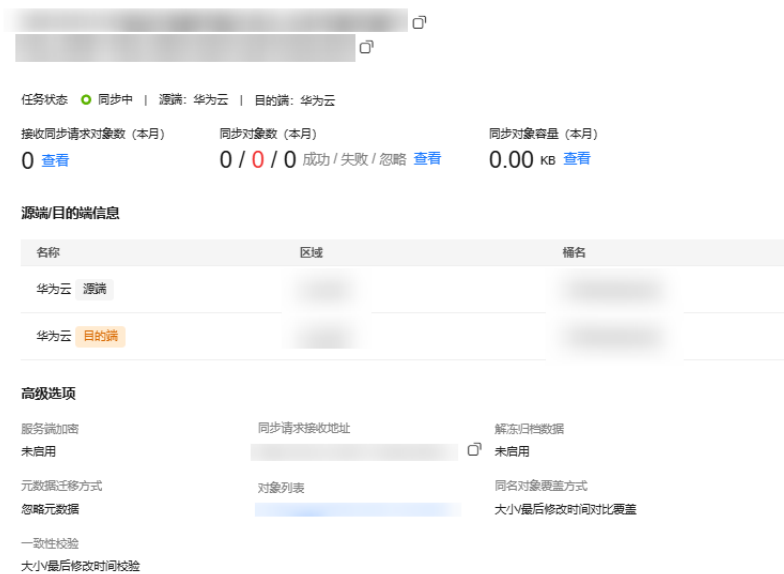 任务状态 同步中 | 源端：华为云 | 目的端：华为云
接收同步请求对象数（本月） 同步对象数（本月） 同步对象容量（本月）
0 查看 0 / 0 / 0 成功 / 失败 / 忽略 查看 0.00 KB 查看
源端/目的端信息
名称 区域 桶名
华为云 源端
华为云 目的端
高级选项
服务端加密 同步请求接收地址 解冻归档数据
未启用 未启用
元数据迁移方式 对象列表 同名对象覆盖方式
忽略元数据 大小/最后修改时间对比覆盖
一致性校验
大小/最后修改时间校验